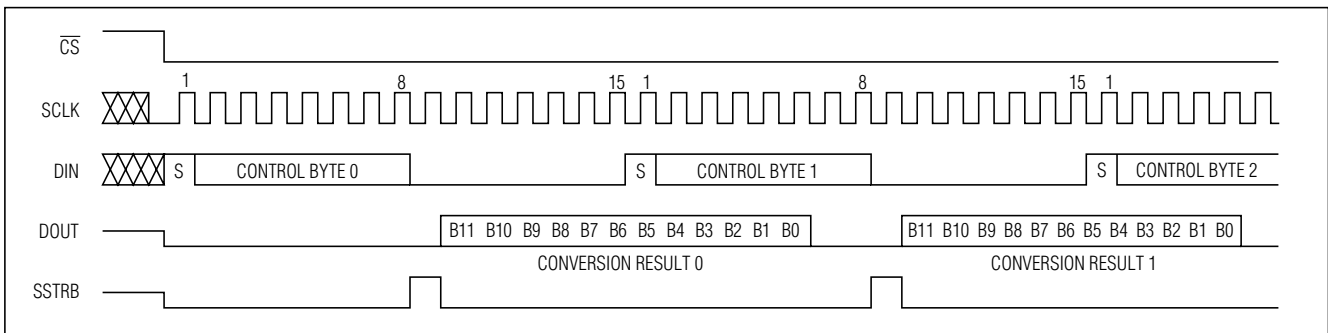 CS
1 8 15 1 8 15 1
SCLK
DIN S CONTROL BYTE 0 S CONTROL BYTE 1 S CONTROL BYTE 2
DOUT B11 B10 B9 B8 B7 B6 B5 B4 B3 B2 B1 B0 B11 B10 B9 B8 B7 B6 B5 B4 B3 B2 B1 B0
CONVERSION RESULT 0 CONVERSION RESULT 1
SSTRB